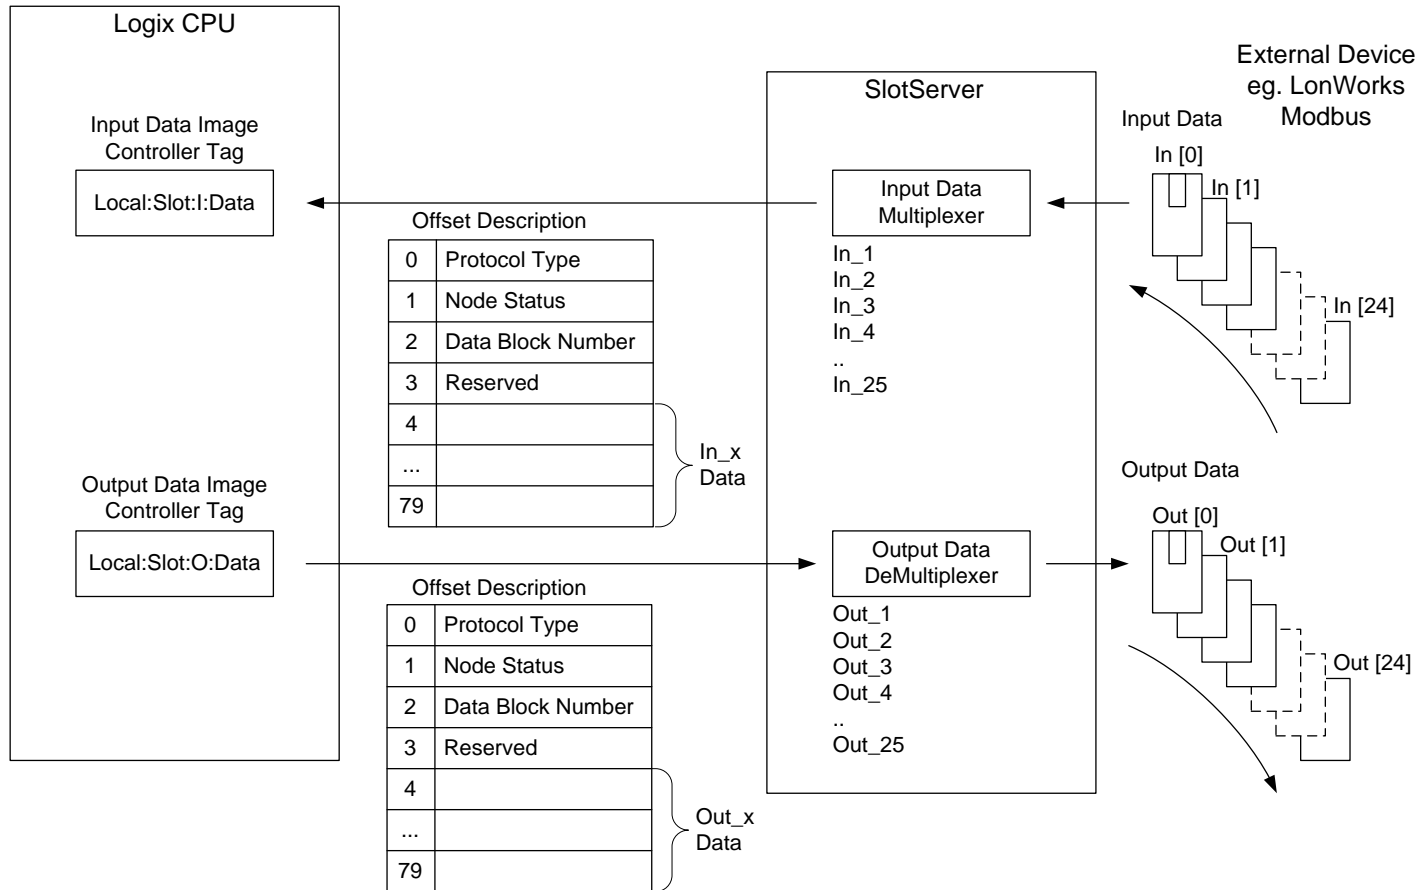 Logix CPU
Input Data Image
Controller Tag
Local:Slot:I:Data
Output Data Image
Controller Tag
Local:Slot:O:Data
Offset Description
0 Protocol Type
1 Node Status
2 Data Block Number
3 Reserved
4
...
79
In_x
Data
Offset Description
0 Protocol Type
1 Node Status
2 Data Block Number
3 Reserved
4
...
79
Out_x
Data
SlotServer
Input Data
Multiplexer
In_1
In_2
In_3
In_4
..
In_25
Output Data
DeMultiplexer
Out_1
Out_2
Out_3
Out_4
..
Out_25
External Device
eg. LonWorks
Modbus
Input Data
In [0]
In [1]
In [24]
Output Data
Out [0]
Out [1]
Out [24]